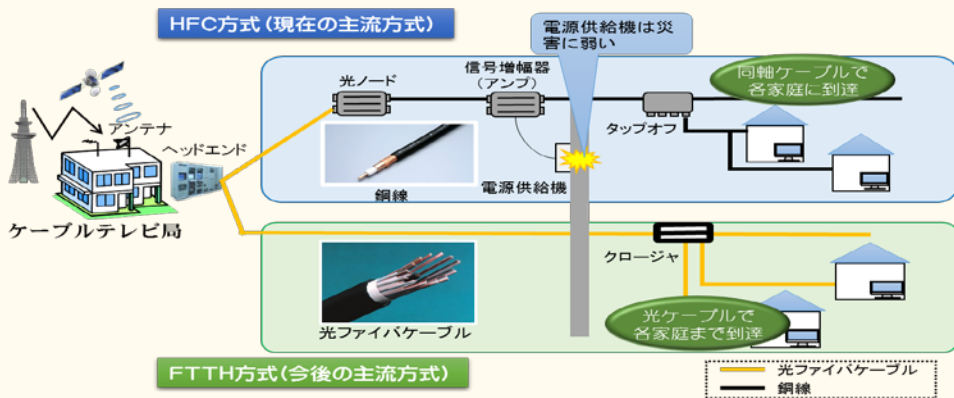 HFC方式(現在の主流方式)
電源供給機は災
害に弱い
光ノード
信号増幅器
(アンプ)
同軸ケーブルで
各家庭に到達
タップオフ
アンテナ
ヘッドエンド
銅線
電源供給機
ケーブルテレビ局
クロージャ
光ファイバケーブル
光ケーブルで
各家庭まで到達
FTTH方式(今後の主流方式)
光ファイバケーブル
銅線